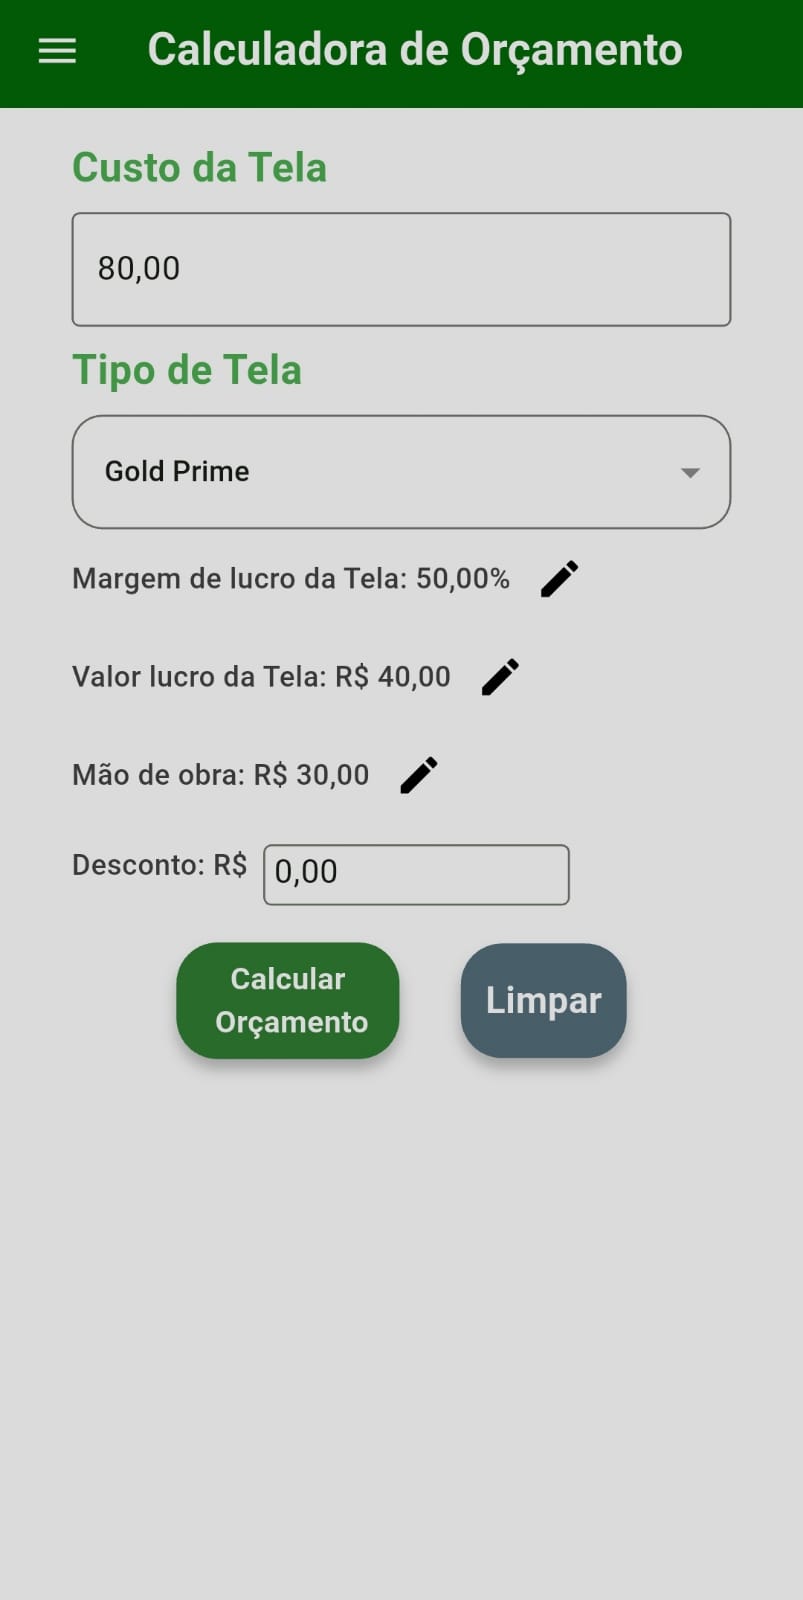 Calculadora de Orçamento
Custo da Tela
80,00
Tipo de Tela
Gold Prime
Margem de lucro da Tela: 50,00%
Valor lucro da Tela: R$ 40,00
Mão de obra: R$ 30,00
Desconto: R$ 0,00
Calcular
Orçamento
Limpar